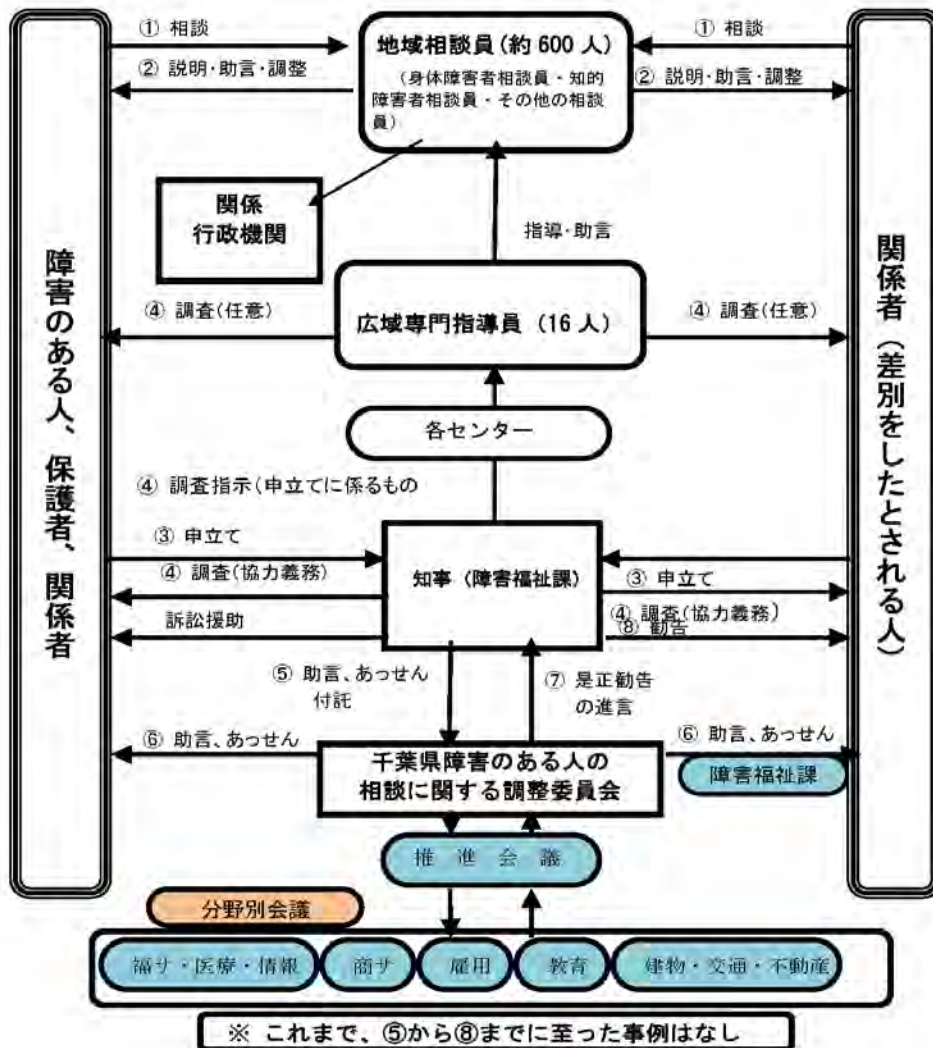 ① 相談
地域相談員(約600人)
① 相談
② 説明・助言・調整
（身体障害者相談員・知的
障害者相談員・その他の相談
員）
② 説明・助言・調整
関係
行政機関
指導・助言
障害のある人、保護者、関係者
関係者（差別をしたとされる人）
④ 調査(任意)
広域専門指導員（16人）
④ 調査(任意)
各センター
④ 調査指示(申立てに係るもの
③ 申立て
知事（障害福祉課）
③ 申立て
④ 調査(協力義務)
④ 調査(協力義務)
訴訟援助
⑧ 勧告
⑤ 助言、あっせん
付託
⑦ 是正勧告
の進言
⑥ 助言、あっせん
千葉県障害のある人の
相談に関する調整委員会
⑥ 助言、あっせん
障害福祉課
推 進 会 議
分野別会議
福サ・医療・情報
商サ
雇用
教育
建物・交通・不動産
※ これまで、⑤から⑧までに至った事例はなし